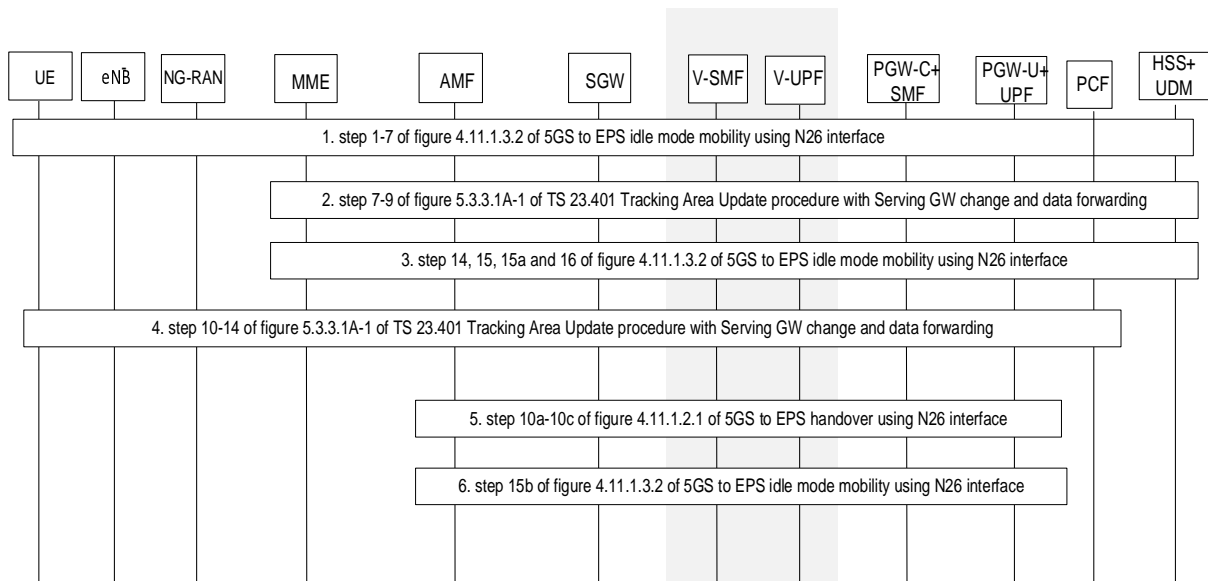 UE
eNB
NG-RAN
MME
AMF
SGW
V-SMF
V-UPF
PGW-C+
SMF
PGW-U+
UPF
PCF
HSS+
UDM
1. step 1-7 of figure 4.11.1.3.2 of 5GS to EPS idle mode mobility using N26 interface
2. step 7-9 of figure 5.3.3.1A-1 of TS 23.401 Tracking Area Update procedure with Serving GW change and data forwarding
3. step 14, 15, 15a and 16 of figure 4.11.1.3.2 of 5GS to EPS idle mode mobility using N26 interface
4. step 10-14 of figure 5.3.3.1A-1 of TS 23.401 Tracking Area Update procedure with Serving GW change and data forwarding
5. step 10a-10c of figure 4.11.1.2.1 of 5GS to EPS handover using N26 interface
6. step 15b of figure 4.11.1.3.2 of 5GS to EPS idle mode mobility using N26 interface